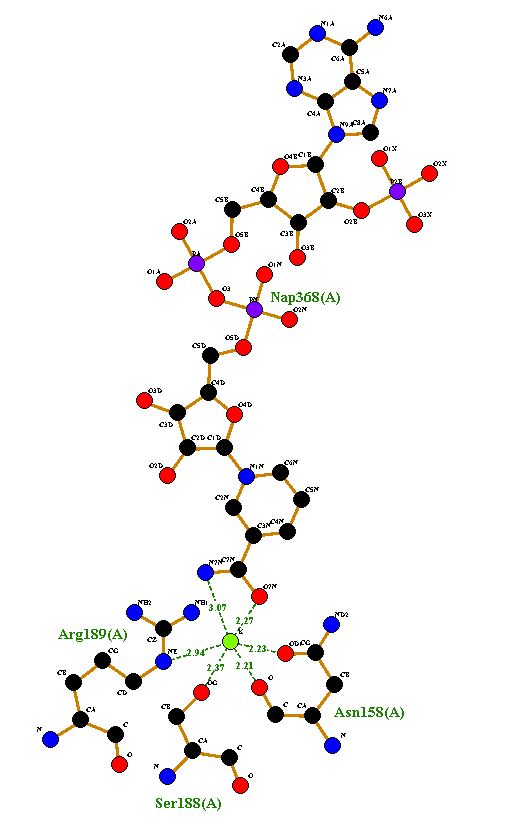 N1A
N6A
C2A
C6A
C5A
N3A
N7A
C4A
N9A
C8A
O1X
C1B
O4B
O2X
P2B
C4B
C2B
C5B
O2B
O3X
C3B
O2A
O5B
O3B
PA
O1N
O1A
O3
PN
Nap368(A)
O2N
O5D
C5D
C4D
O3D
O4D
C3D
C2D
C1D
O2D
C6N
N1N
C5N
C2N
C3N
C4N
N7N
C7N
O7N
3.07
2.27
NH2
NH1
ND2
Arg189(A)
CZ
NE
2.94
2.23
OD1
CG
CG
2.37
2.21
CB
CD
OG
O
CB
Asn158(A)
CB
CA
C
C
CA
N
CA
C
N
O
N
O
Ser188(A)